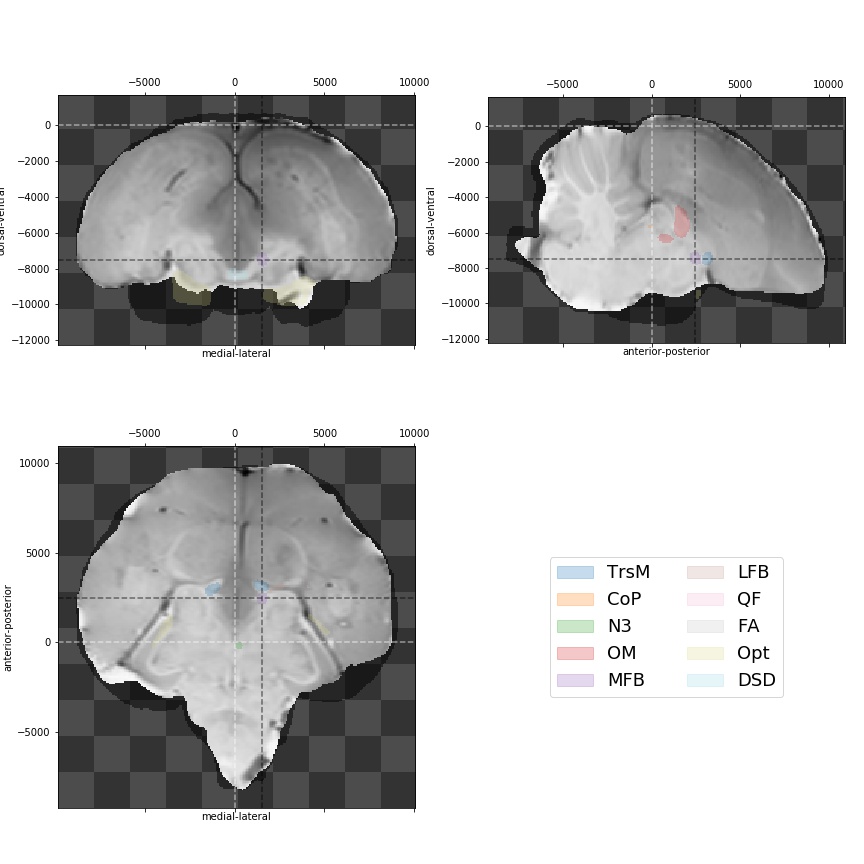 −5000 0 5000 10000
0
−2000
−4000
−6000
−8000
−10000
−12000
dorsal-ventral
medial-lateral
−5000 0 5000 10000
0
−2000
−4000
−6000
−8000
−10000
−12000
dorsal-ventral
anterior-posterior
−5000 0 5000 10000
10000
5000
0
−5000
anterior-posterior
medial-lateral
TrsM LFB
CoP QF
N3 FA
OM Opt
MFB DSD